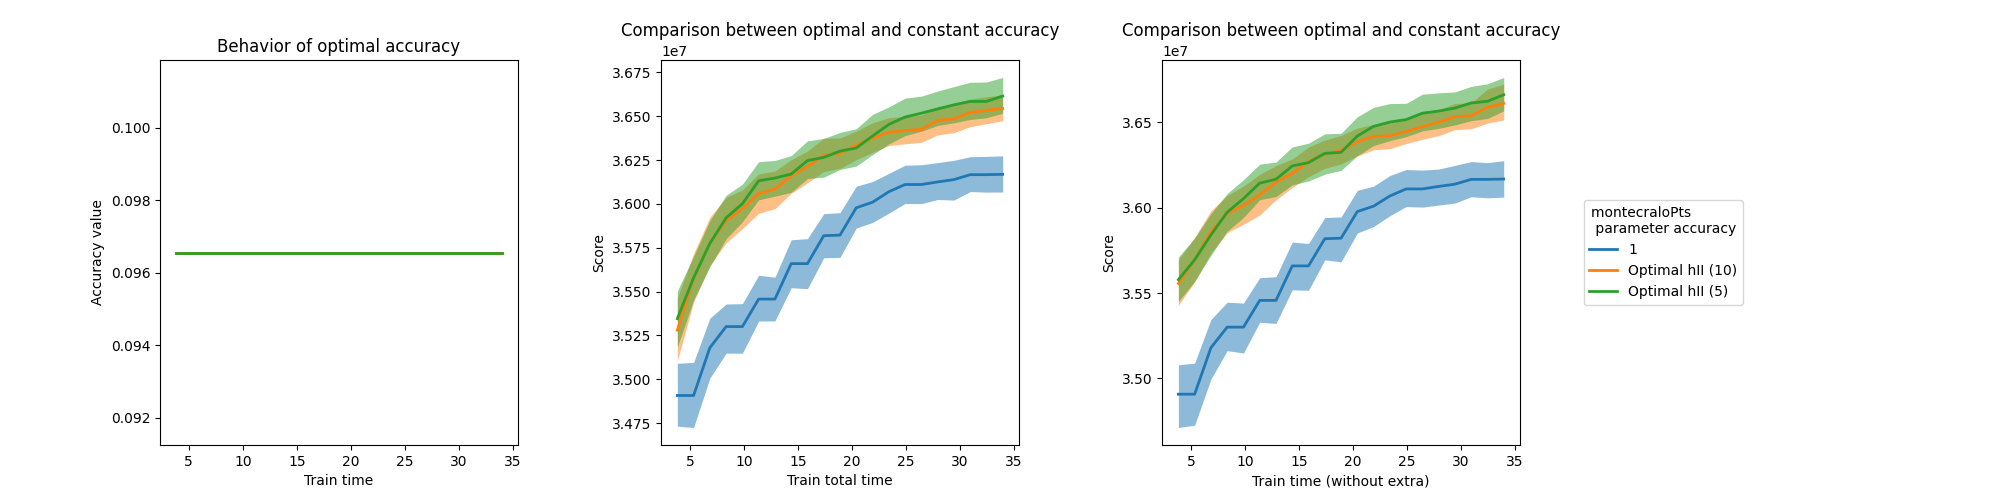 Behavior of optimal accuracy
Accuracy value
0.100
0.098
0.096
0.094
0.092
5 10 15 20 25 30 35
Train time
Comparison between optimal and constant accuracy
1e7
Score
3.675
3.650
3.625
3.600
3.575
3.550
3.525
3.500
3.475
5 10 15 20 25 30 35
Train total time
Comparison between optimal and constant accuracy
1e7
Score
3.65
3.60
3.55
3.50
5 10 15 20 25 30 35
Train time (without extra)
montecraloPts
parameter accuracy
1
Optimal hII (10)
Optimal hII (5)